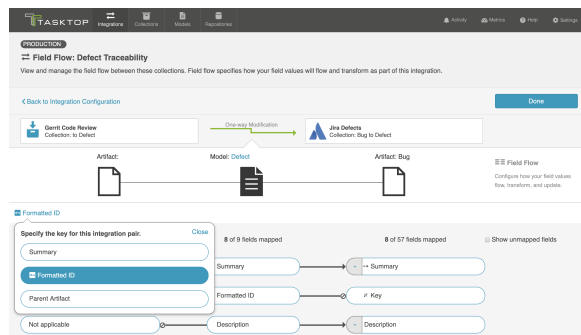 TASKTOP
Integrations
Collections
Models
Repositories
Activity
Metrics
Help
Settings
PRODUCTION
Field Flow: Defect Traceability
View and manage the field flow between these collections. Field flow specifies how your field values will flow and transform as part of this integration.
Back to Integration Configuration
Done
Gerrit Code Review
Collection: to Defect
One-way Modification
Jira Defects
Collection: Bug to Defect
Artifact:
Model: Defect
Artifact: Bug
Field Flow
Configure how your field values
flow, transform, and update.
Formatted ID
Specify the key for this integration pair.
Close
Summary
Formatted ID
Parent Artifact
8 of 9 fields mapped
8 of 57 fields mapped
Show unmapped fields
Summary
Summary
Formatted ID
Key
Not applicable
Description
Description